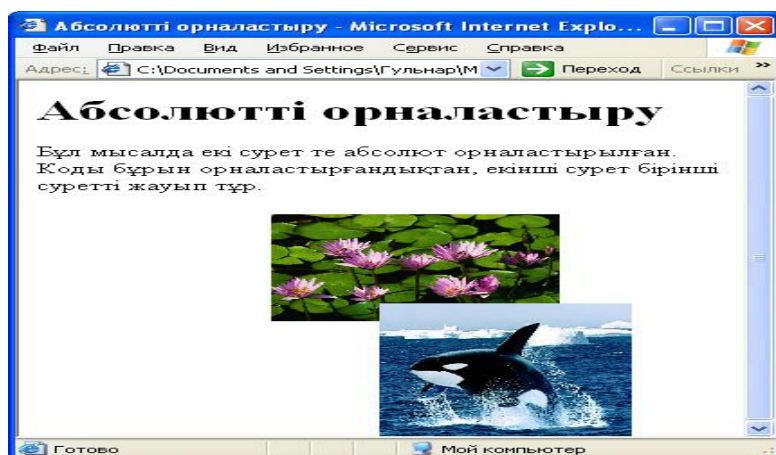 Абсолютті орналастыру - Microsoft Internet Explo...
Файл Правка Вид Избранное Сервис Справка
Адрес: C:\Documents and Settings\Гульнар\М Переход Ссылки »
Абсолютті орналастыру
Бұл мысалда екі сурет те абсолют орналастырылған.
Коды бұрын орналастырғандықтан, екінші сурет бірінші
суретті жауып тұр.
Готово Мой компьютер